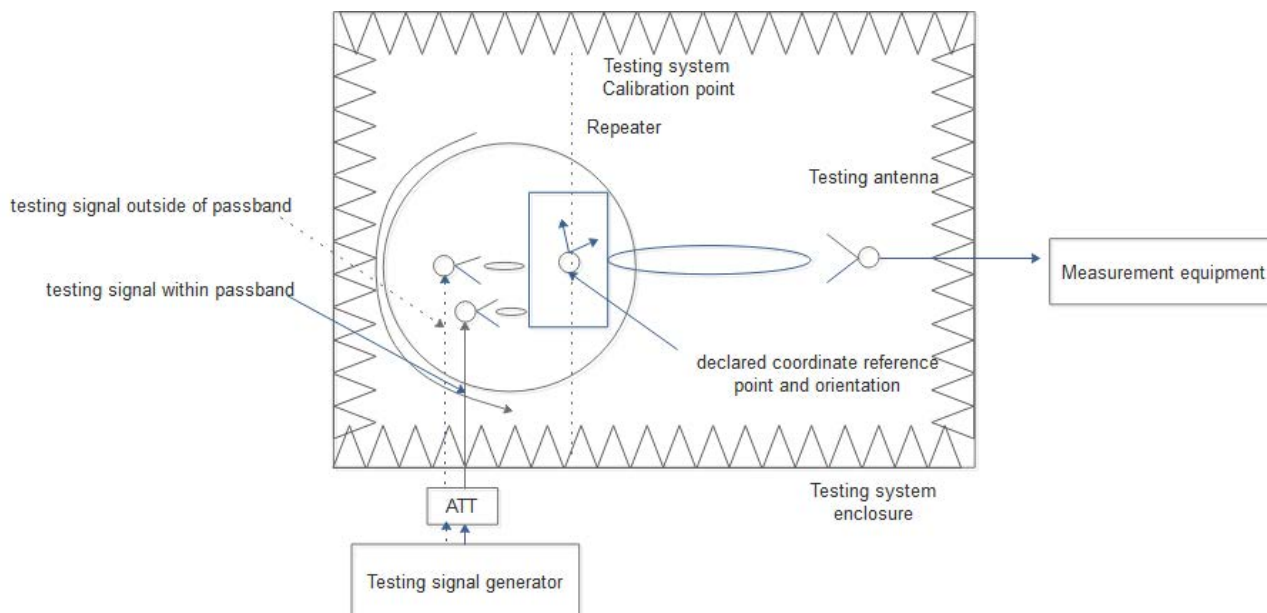 Testing system
Calibration point
Repeater
Testing antenna
testing signal outside of passband
testing signal within passband
Measurement equipment
declared coordinate reference
point and orientation
Testing system
enclosure
ATT
Testing signal generator